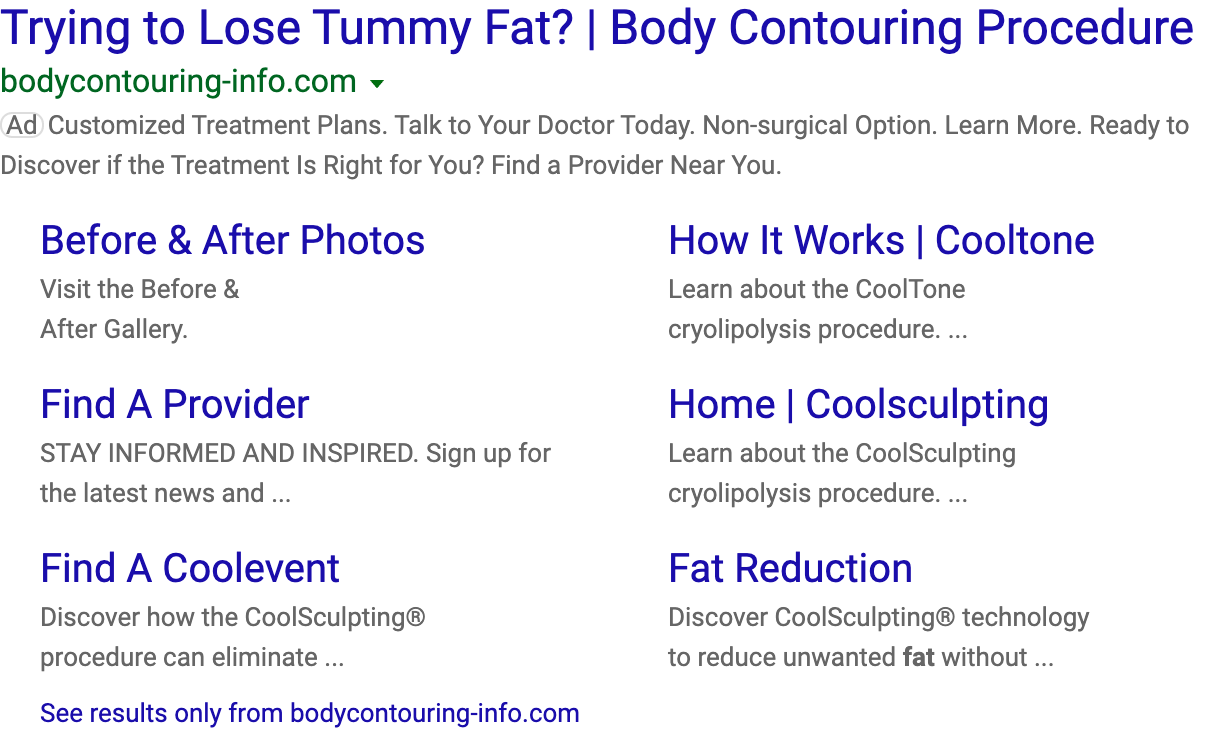 Trying to Lose Tummy Fat? | Body Contouring Procedure
bodycontouring-info.com
Ad Customized Treatment Plans. Talk to Your Doctor Today. Non-surgical Option. Learn More. Ready to
Discover if the Treatment Is Right for You? Find a Provider Near You.
Before & After Photos
Visit the Before &
After Gallery.
How It Works | Cooltone
Learn about the CoolTone
cryolipolysis procedure. ...
Find A Provider
STAY INFORMED AND INSPIRED. Sign up for
the latest news and ...
Home | Coolsculpting
Learn about the CoolSculpting
cryolipolysis procedure. ...
Find A Coolevent
Discover how the CoolSculpting®
procedure can eliminate ...
Fat Reduction
Discover CoolSculpting® technology
to reduce unwanted fat without ...
See results only from bodycontouring-info.com